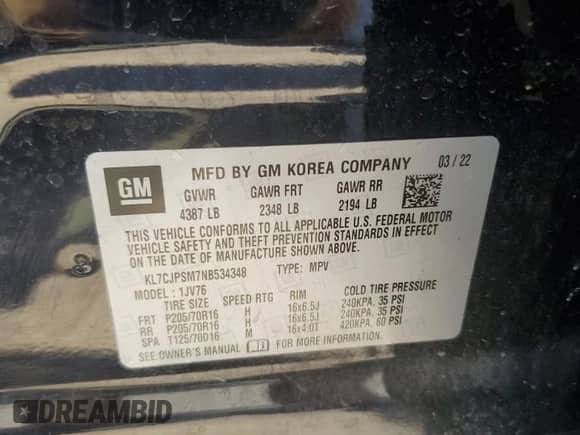 GM
MFD BY GM KOREA COMPANY 03 / 22
GVWR GAWR FRT GAWR RR
4387 LB 2348 LB 2194 LB
THIS VEHICLE CONFORMS TO ALL APPLICABLE U.S. FEDERAL MOTOR
VEHICLE SAFETY AND THEFT PREVENTION STANDARDS IN EFFECT
ON THE DATE OF MANUFACTURE SHOWN ABOVE.
KL7CJPSM7NB534348 TYPE: MPV
MODEL : 1JV76
TIRE SIZE SPEED RTG RIM COLD TIRE PRESSURE
FRT P205/70R16 H 16x6.5J 240KPA, 35 PSI
RR P205/70R16 H 16x6.5J 240KPA, 35 PSI
SPA T125/70D16 M 16x4.0T 420KPA, 60 PSI
SEE OWNER'S MANUAL FOR MORE INFORMATION.
DREAMBID